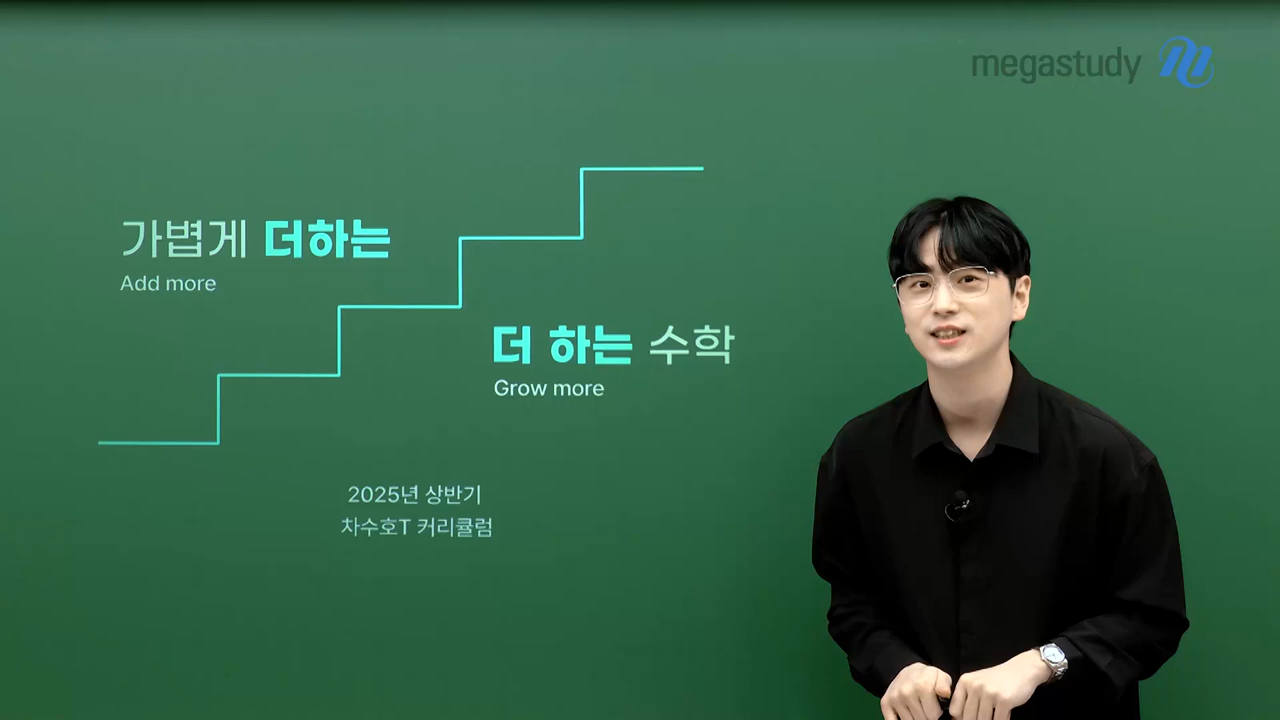 megastudy
가볍게 더하는
Add more
더 하는 수학
Grow more
2025년 상반기
차수호T 커리큘럼